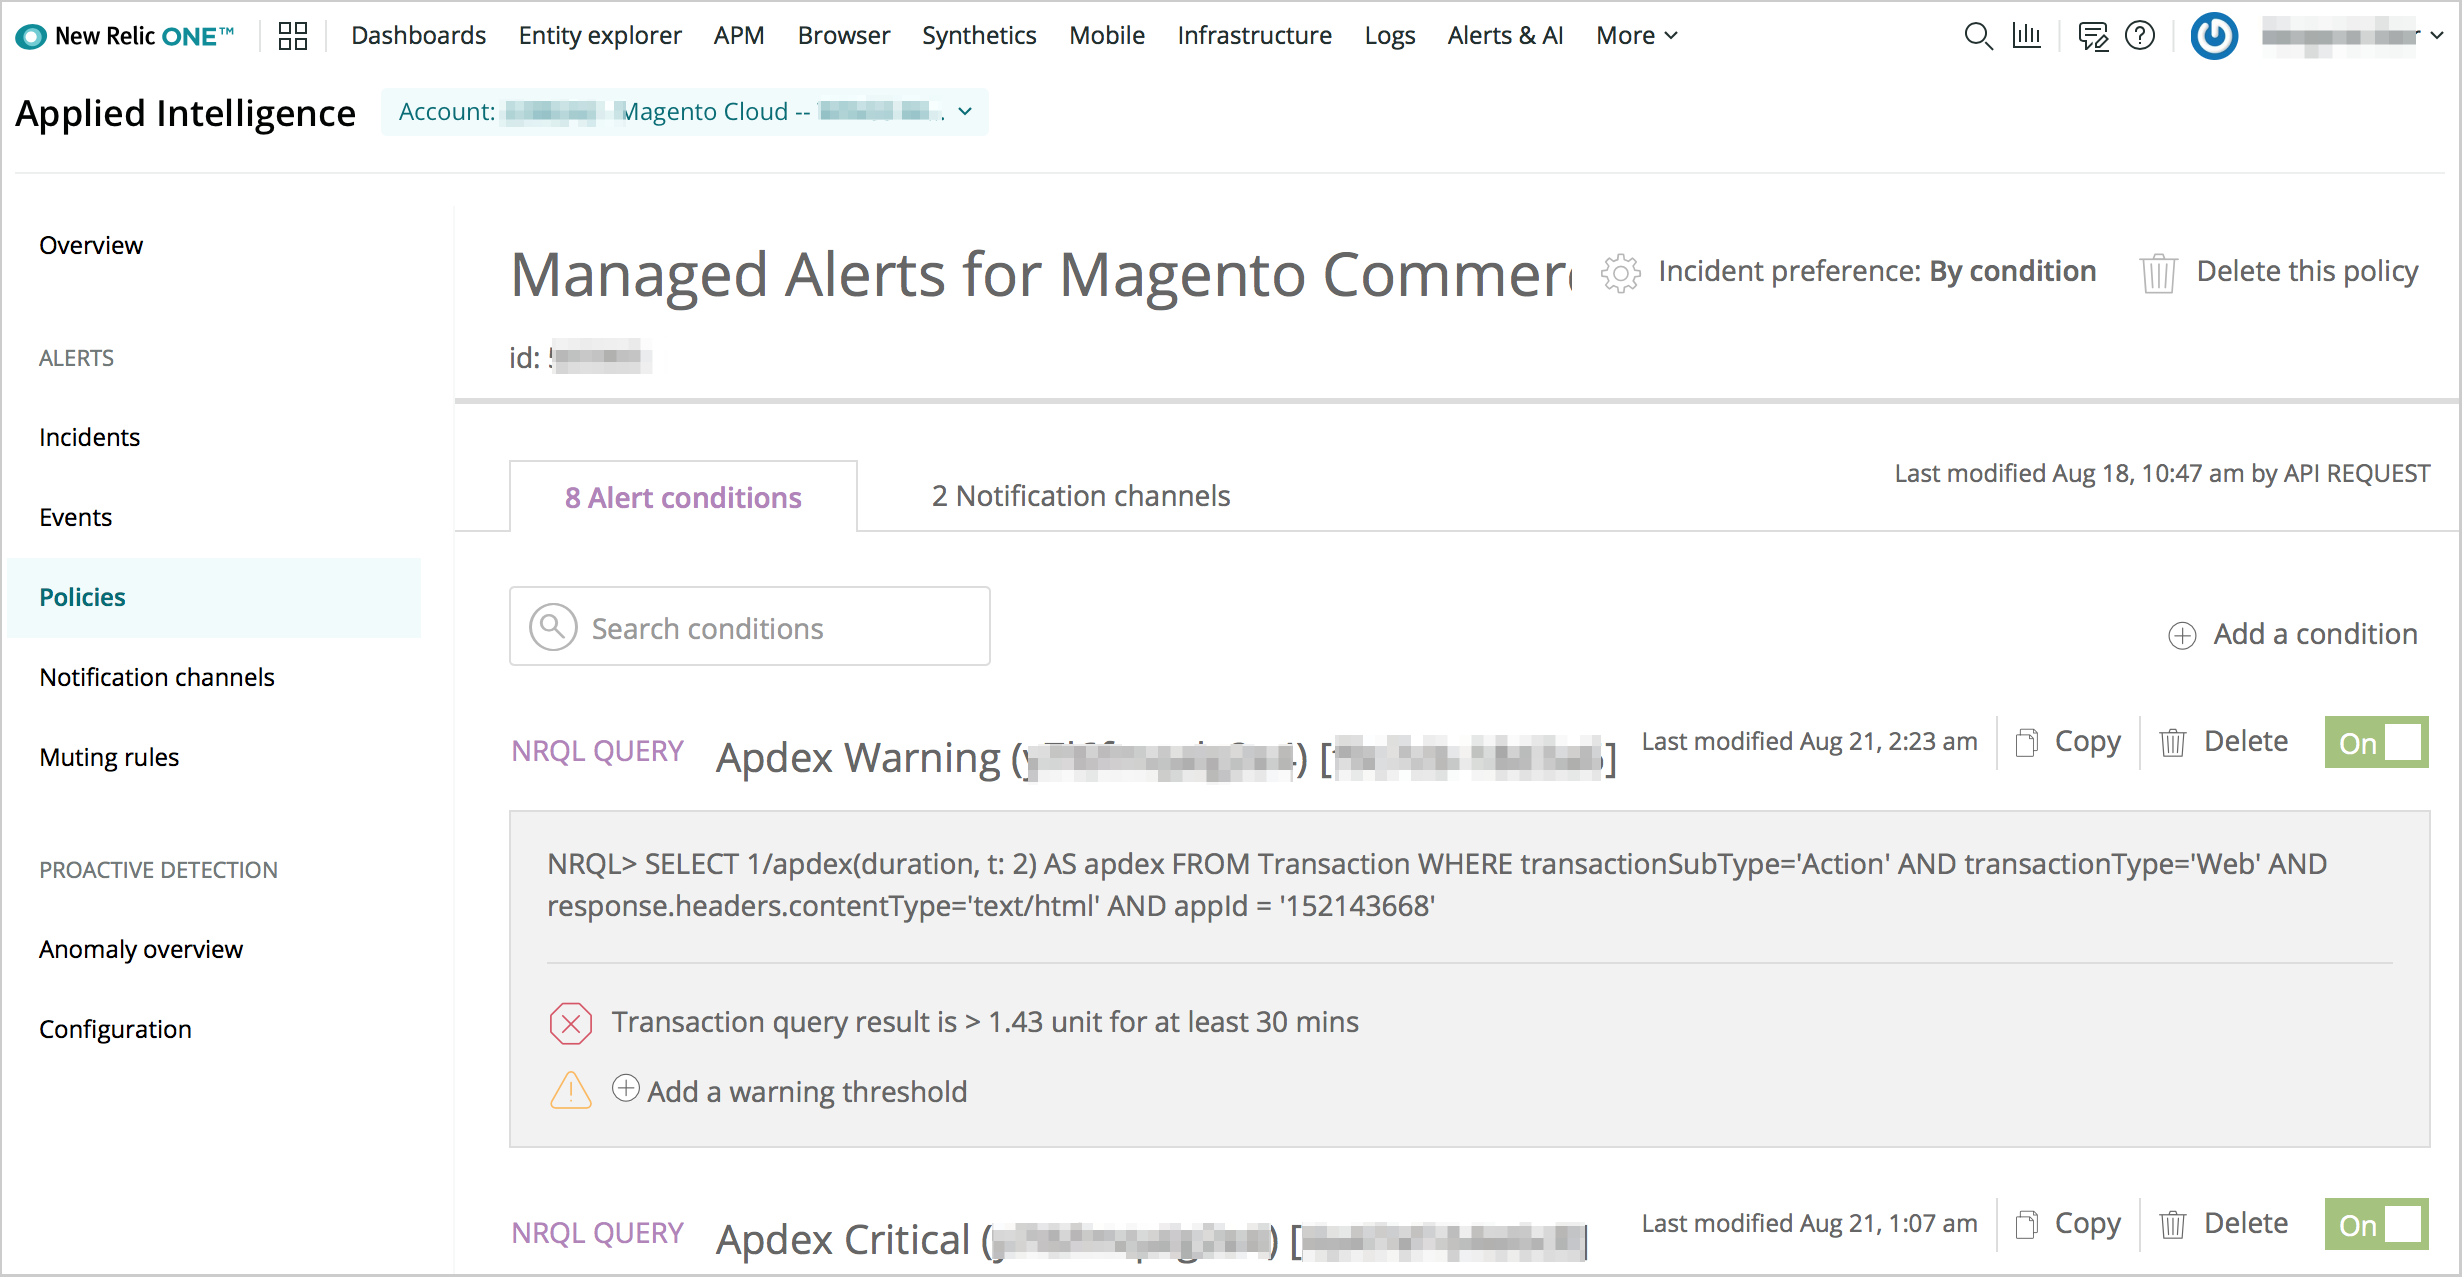 New Relic ONE™ Dashboards Entity explorer APM Browser Synthetics Mobile Infrastructure Logs Alerts & AI More
Applied Intelligence Account: Magento Cloud --
Overview
ALERTS
Incidents
Events
Policies
Notification channels
Muting rules
PROACTIVE DETECTION
Anomaly overview
Configuration
Managed Alerts for Magento Commer Incident preference: By condition Delete this policy
id:
8 Alert conditions 2 Notification channels Last modified Aug 18, 10:47 am by API REQUEST
Search conditions
Add a condition
NRQL QUERY Apdex Warning ( ) [ ] Last modified Aug 21, 2:23 am Copy Delete On
NRQL> SELECT 1/apdex(duration, t: 2) AS apdex FROM Transaction WHERE transactionSubType='Action' AND transactionType='Web' AND
response.headers.contentType='text/html' AND appId = '152143668'
Transaction query result is > 1.43 unit for at least 30 mins
Add a warning threshold
NRQL QUERY Apdex Critical ( ) [ ] Last modified Aug 21, 1:07 am Copy Delete On